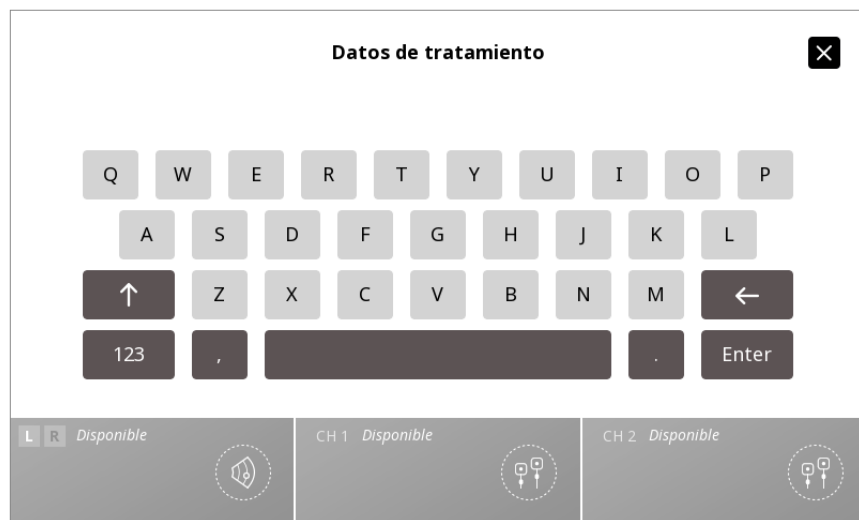 Datos de tratamiento
Q W E R T Y U I O P
A S D F G H J K L
Z X C V B N M
123 , . Enter
L R Disponible CH 1 Disponible CH 2 Disponible